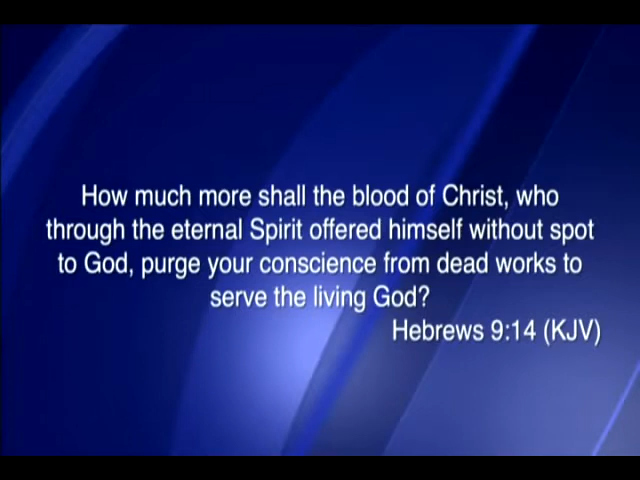 How much more shall the blood of Christ, who
through the eternal Spirit offered himself without spot
to God, purge your conscience from dead works to
serve the living God?
Hebrews 9:14 (KJV)